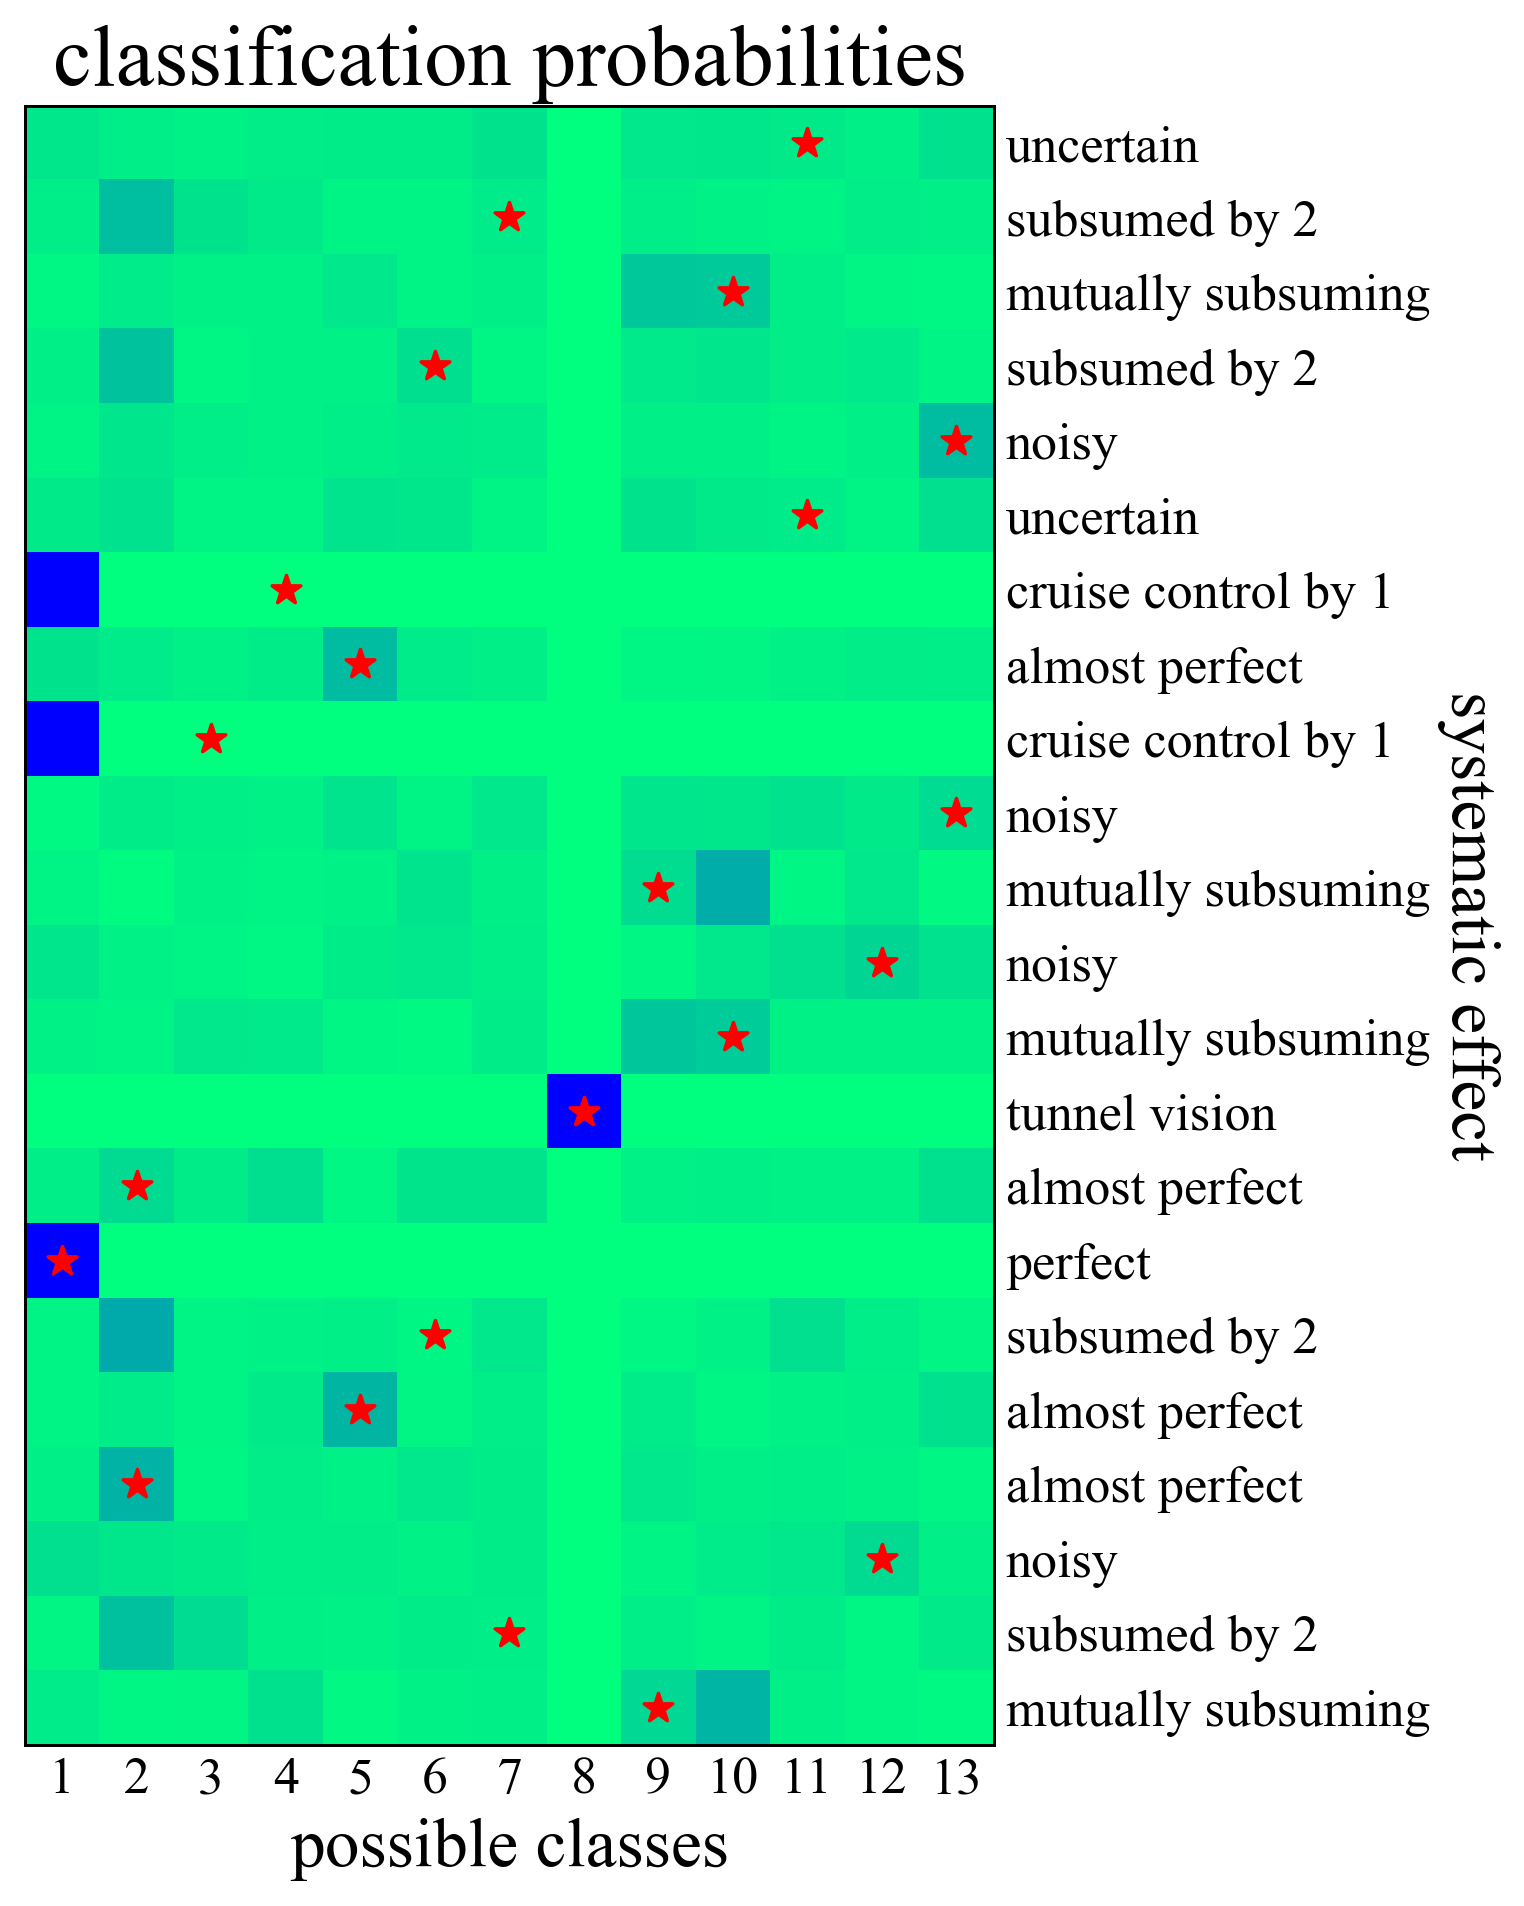 classification probabilities
uncertain
subsumed by 2
mutually subsuming
subsumed by 2
noisy
uncertain
cruise control by 1
almost perfect
cruise control by 1
noisy
mutually subsuming
noisy
mutually subsuming
tunnel vision
almost perfect
perfect
subsumed by 2
almost perfect
almost perfect
noisy
subsumed by 2
mutually subsuming
systematic effect
1 2 3 4 5 6 7 8 9 10 11 12 13
possible classes